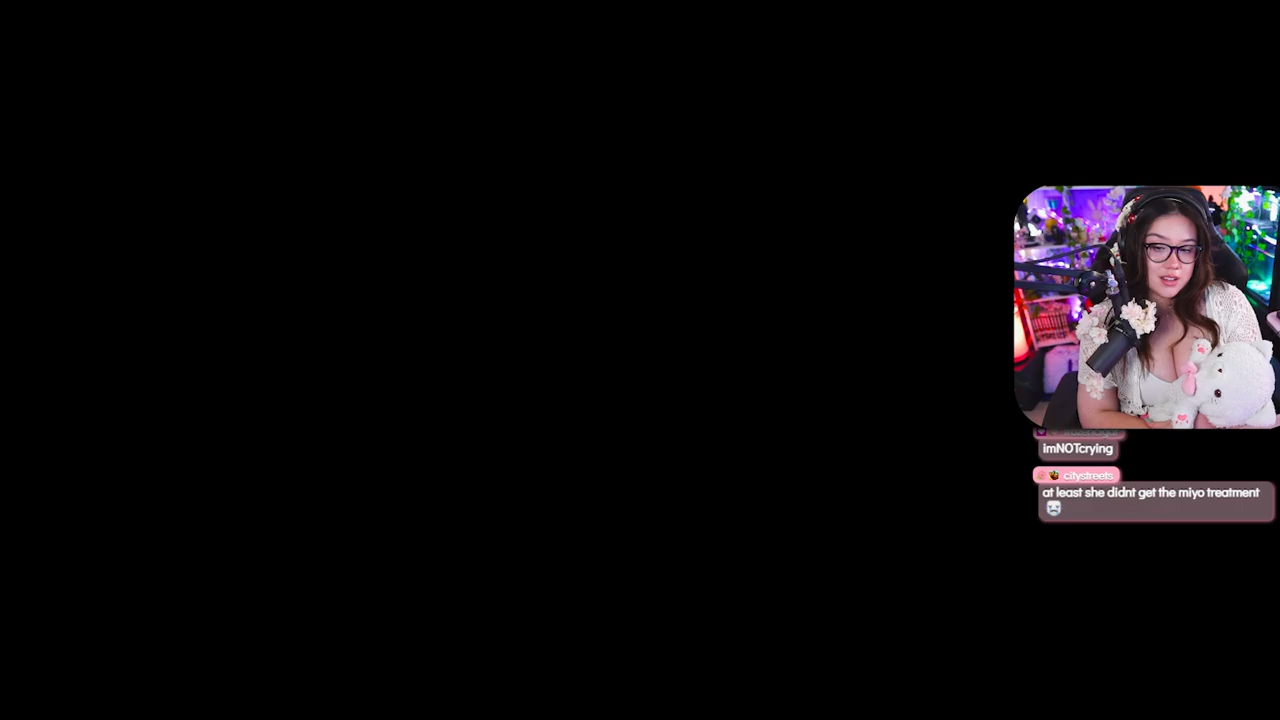 imNOTcrying
citystreets
at least she didnt get the miyo treatment